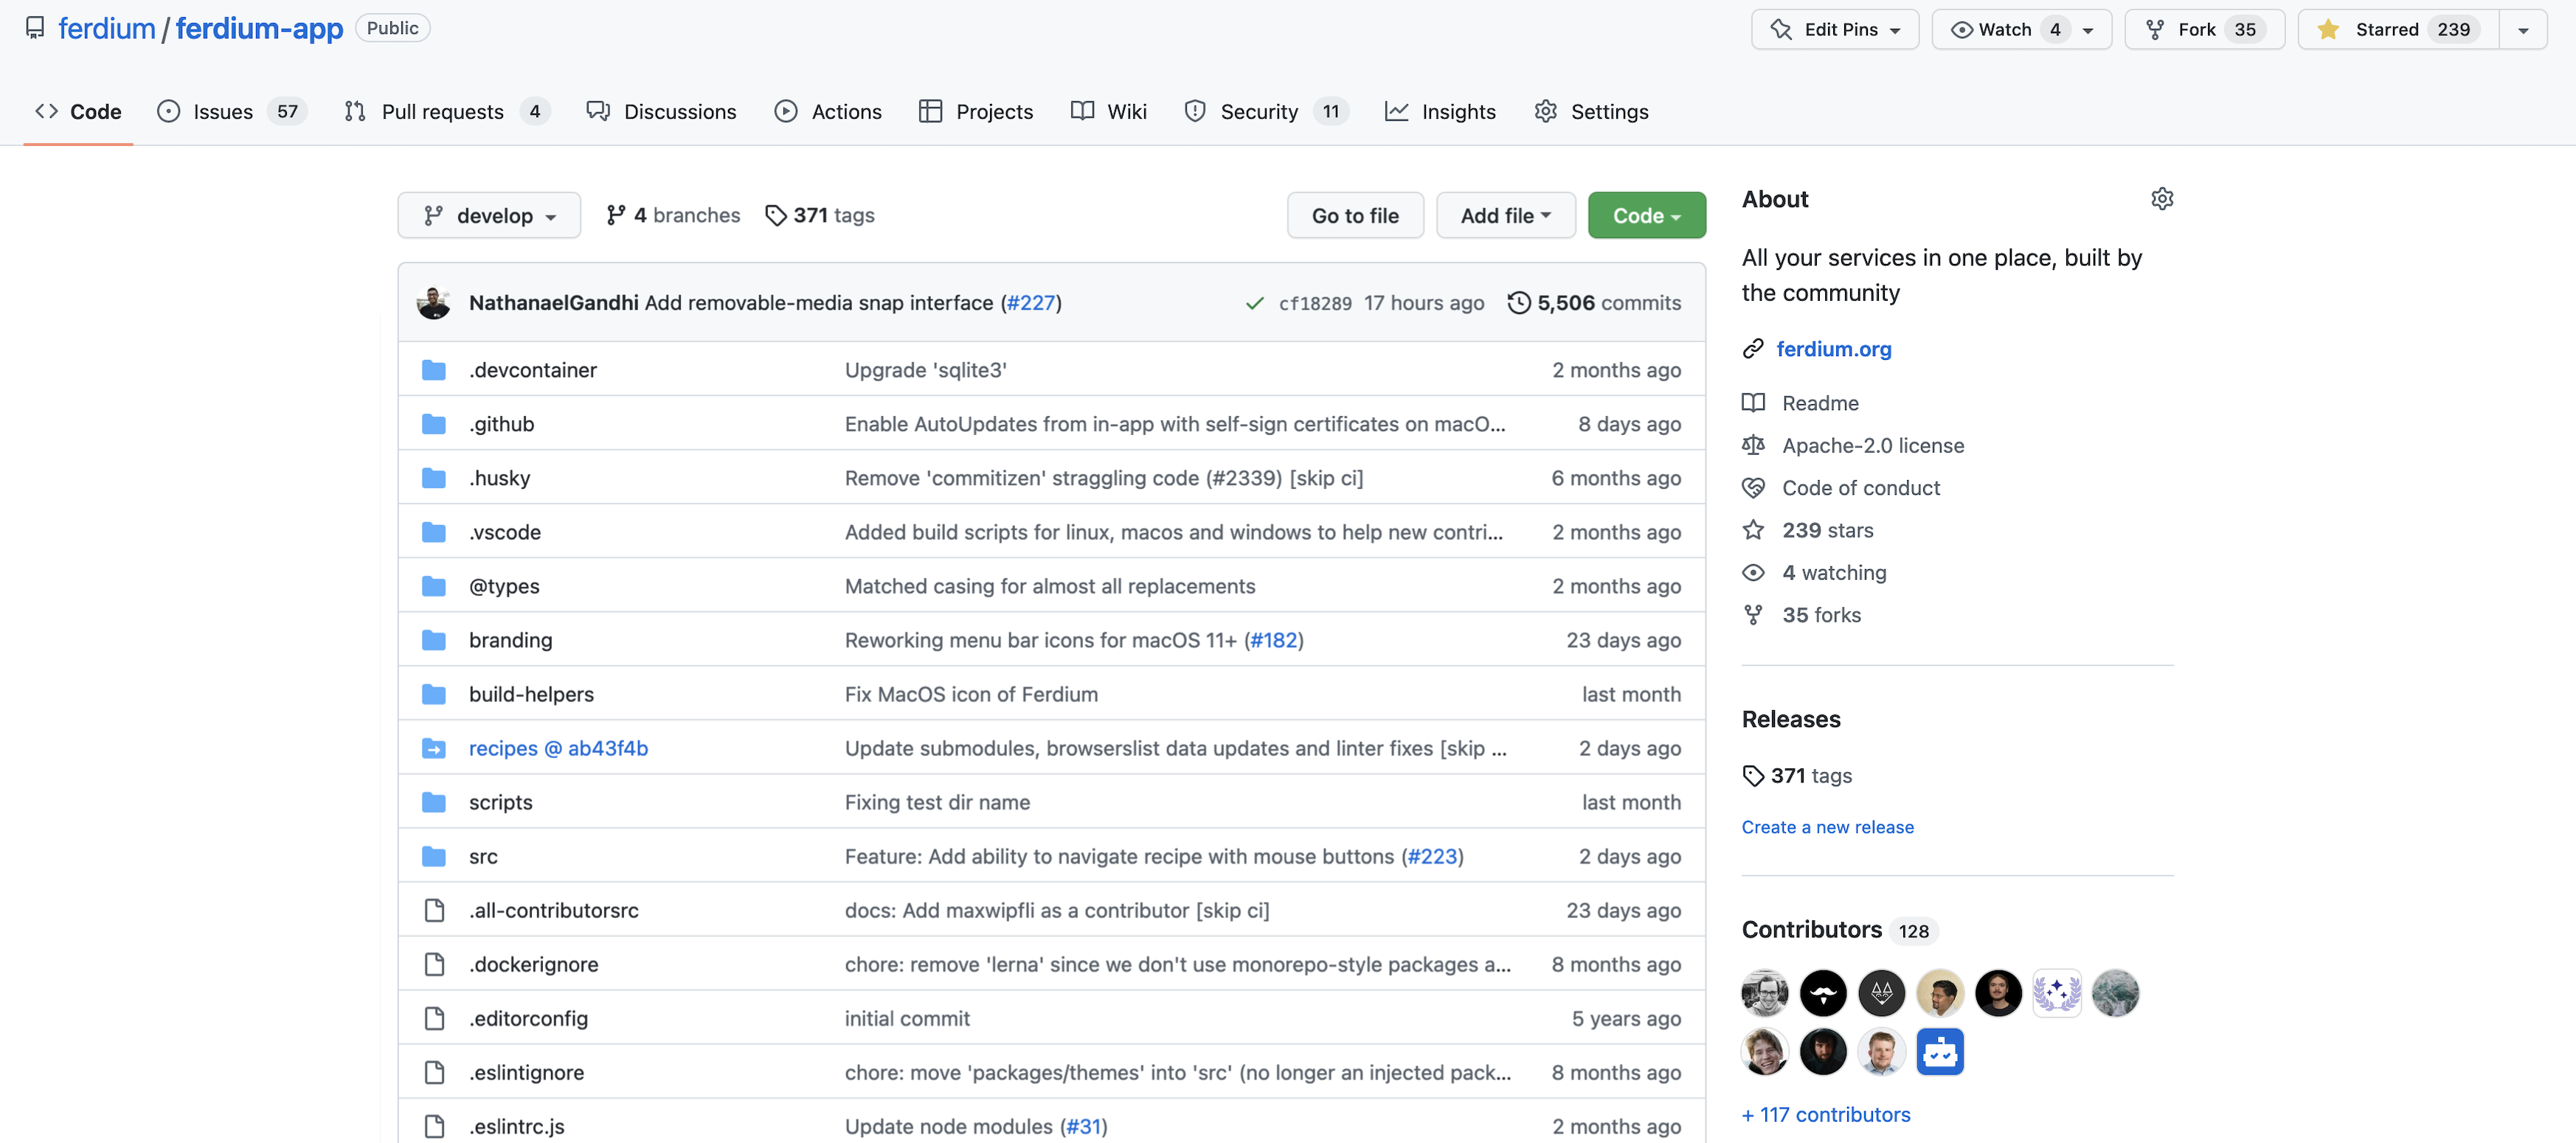 ferdium / ferdium-app Public
Edit Pins Watch 4 Fork 35 Starred 239
Code Issues 57 Pull requests 4 Discussions Actions Projects Wiki Security 11 Insights Settings
develop 4 branches 371 tags Go to file Add file Code
NathanaelGandhi Add removable-media snap interface (#227) cf18289 17 hours ago 5,506 commits
.devcontainer Upgrade 'sqlite3' 2 months ago
.github Enable AutoUpdates from in-app with self-sign certificates on macO... 8 days ago
.husky Remove 'commitizen' straggling code (#2339) [skip ci] 6 months ago
.vscode Added build scripts for linux, macos and windows to help new contri... 2 months ago
@types Matched casing for almost all replacements 2 months ago
branding Reworking menu bar icons for macOS 11+ (#182) 23 days ago
build-helpers Fix MacOS icon of Ferdium last month
recipes @ ab43f4b Update submodules, browserslist data updates and linter fixes [skip ... 2 days ago
scripts Fixing test dir name last month
src Feature: Add ability to navigate recipe with mouse buttons (#223) 2 days ago
.all-contributorsrc docs: Add maxwipfli as a contributor [skip ci] 23 days ago
.dockerignore chore: remove 'lerna' since we don't use monorepo-style packages a... 8 months ago
.editorconfig initial commit 5 years ago
.eslintignore chore: move 'packages/themes' into 'src' (no longer an injected pack... 8 months ago
.eslintrc.js Update node modules (#31) 2 months ago
About
All your services in one place, built by
the community
ferdium.org
Readme
Apache-2.0 license
Code of conduct
239 stars
4 watching
35 forks
Releases
371 tags
Create a new release
Contributors 128
+ 117 contributors